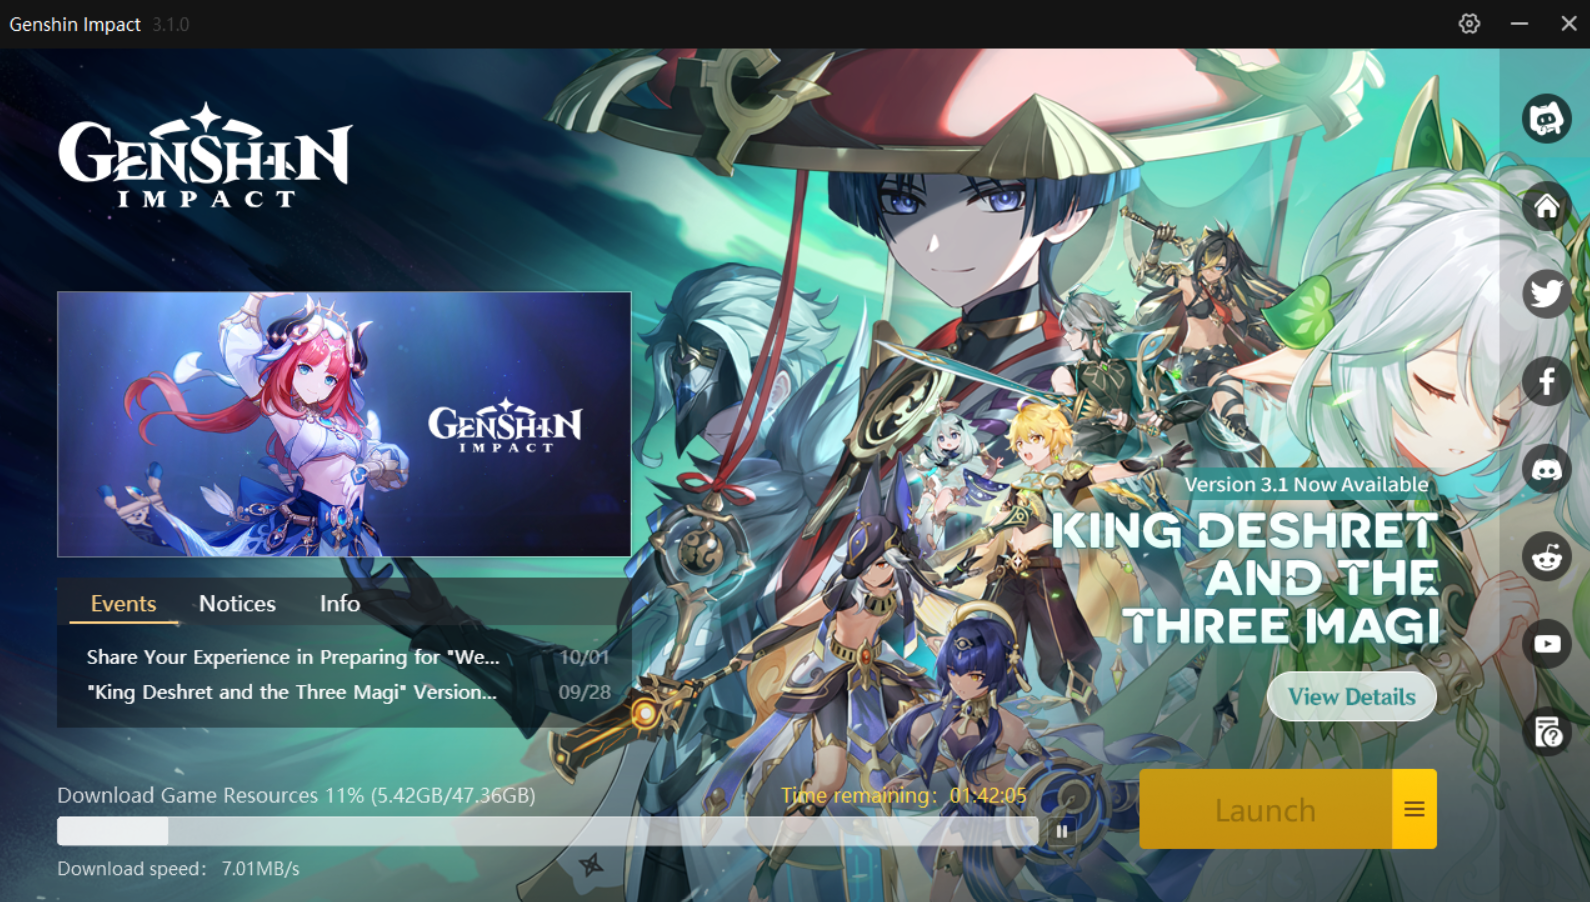 Genshin Impact 3.1.0
GENSHIN
IMPACT
GENSHIN
IMPACT
Version 3.1 Now Available
KING DESHRET
AND THE
THREE MAGI
View Details
Events Notices Info
Share Your Experience in Preparing for "We... 10/01
"King Deshret and the Three Magi" Version... 09/28
Download Game Resources 11% (5.42GB/47.36GB) Time remaining: 01:42:05
Download speed: 7.01MB/s
Launch